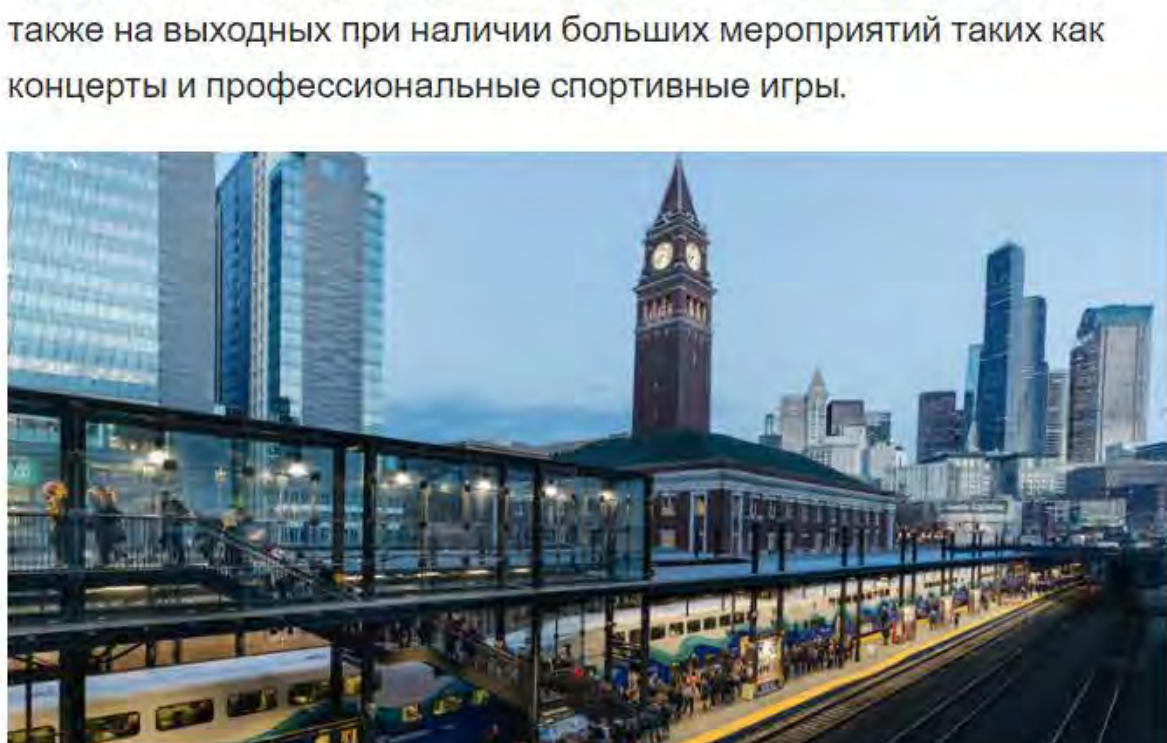 также на выходных при наличии больших мероприятий таких как
концерты и профессиональные спортивные игры.